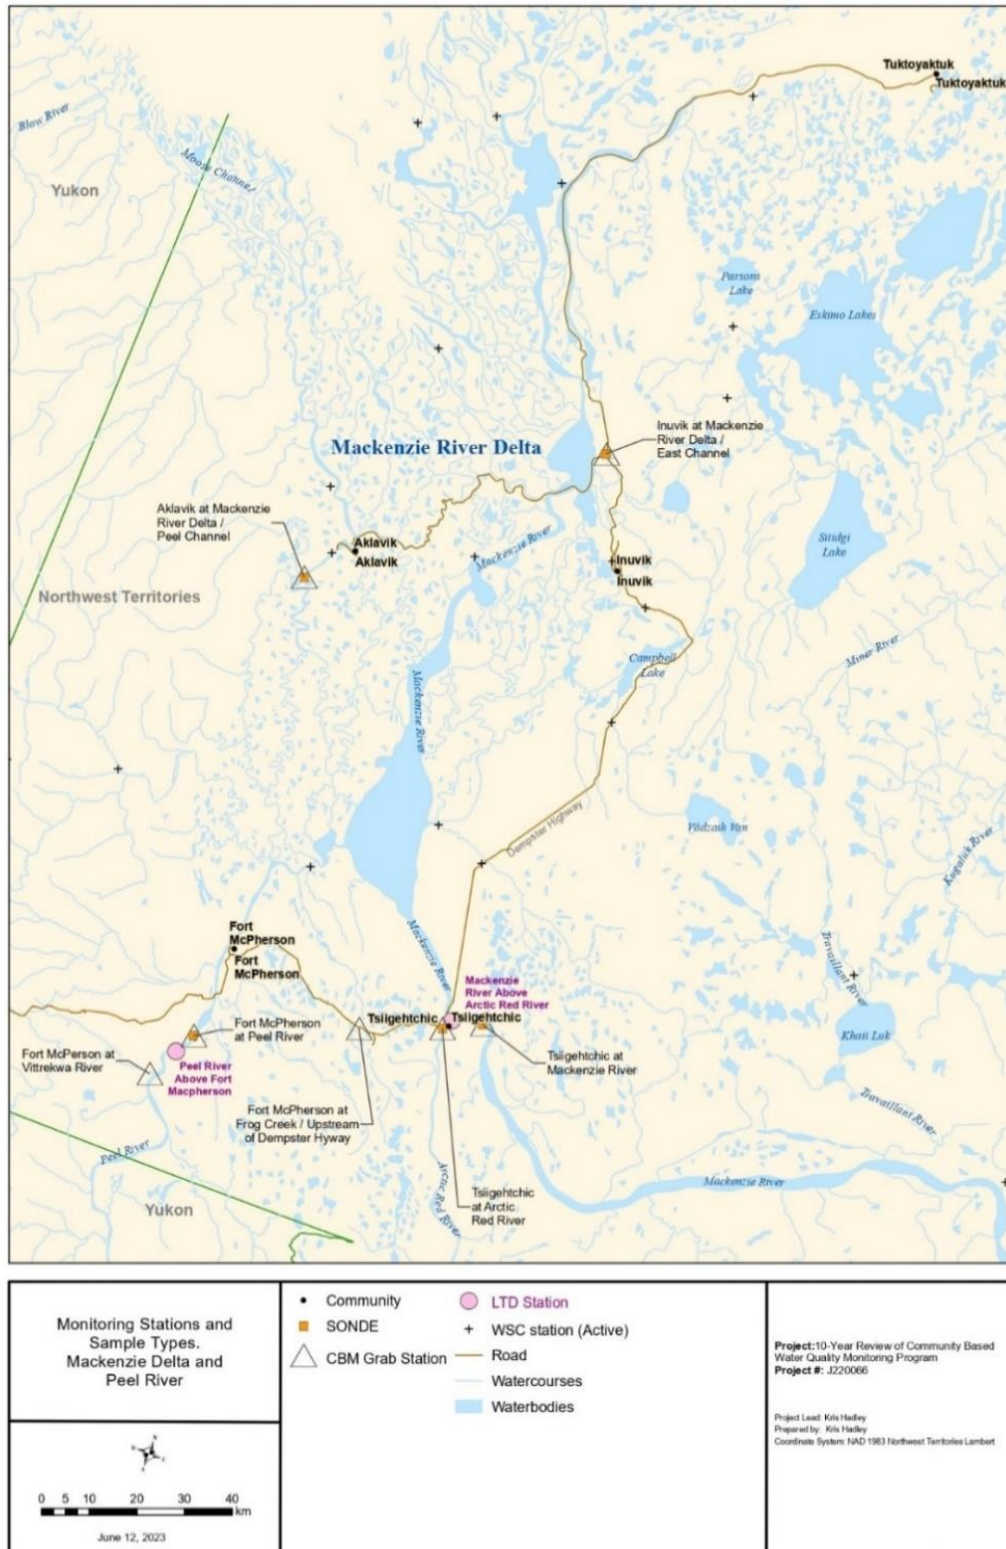 Tuktoyaktuk
Tuktoyaktuk
Blow River
Moose Channel
Yukon
Parsons
Lake
Eskimo Lakes
Inuvik at Mackenzie
River Delta /
East Channel
Mackenzie River Delta
Aklavik at Mackenzie
River Delta /
Peel Channel
Aklavik
Aklavik
Mackenzie River
Sitidgi
Lake
Inuvik
Inuvik
Northwest Territories
Miner River
Campbell
Lake
Mackenzie River
Vadzaih Van
Dempster Highway
Kugaluk River
Fort
McPherson
Fort
McPherson
Mackenzie River
Travaillant River
Mackenzie
River Above
Arctic Red River
Tsiigehtchic
Tsiigehtchic
Khaii Luk
Fort McPherson
at Peel River
Fort McPerson at
Vittrekwa River
Peel River
Above Fort
Macpherson
Tsiigehtchic at
Mackenzie River
Fort McPherson at
Frog Creek / Upstream
of Dempster Hyway
Travaillant River
Peel River
Arctic Red River
Mackenzie River
Tsiigehtchic
at Arctic
Red River
Yukon
Monitoring Stations and
Sample Types.
Mackenzie Delta and
Peel River
0 5 10 20 30 40
km
June 12, 2023
Community
SONDE
CBM Grab Station
LTD Station
WSC station (Active)
Road
Watercourses
Waterbodies
Project:10-Year Review of Community Based
Water Quality Monitoring Program
Project #: J220066
Project Lead: Kris Hadley
Prepared by: Kris Hadley
Coordinate System: NAD 1983 Northwest Territories Lambert